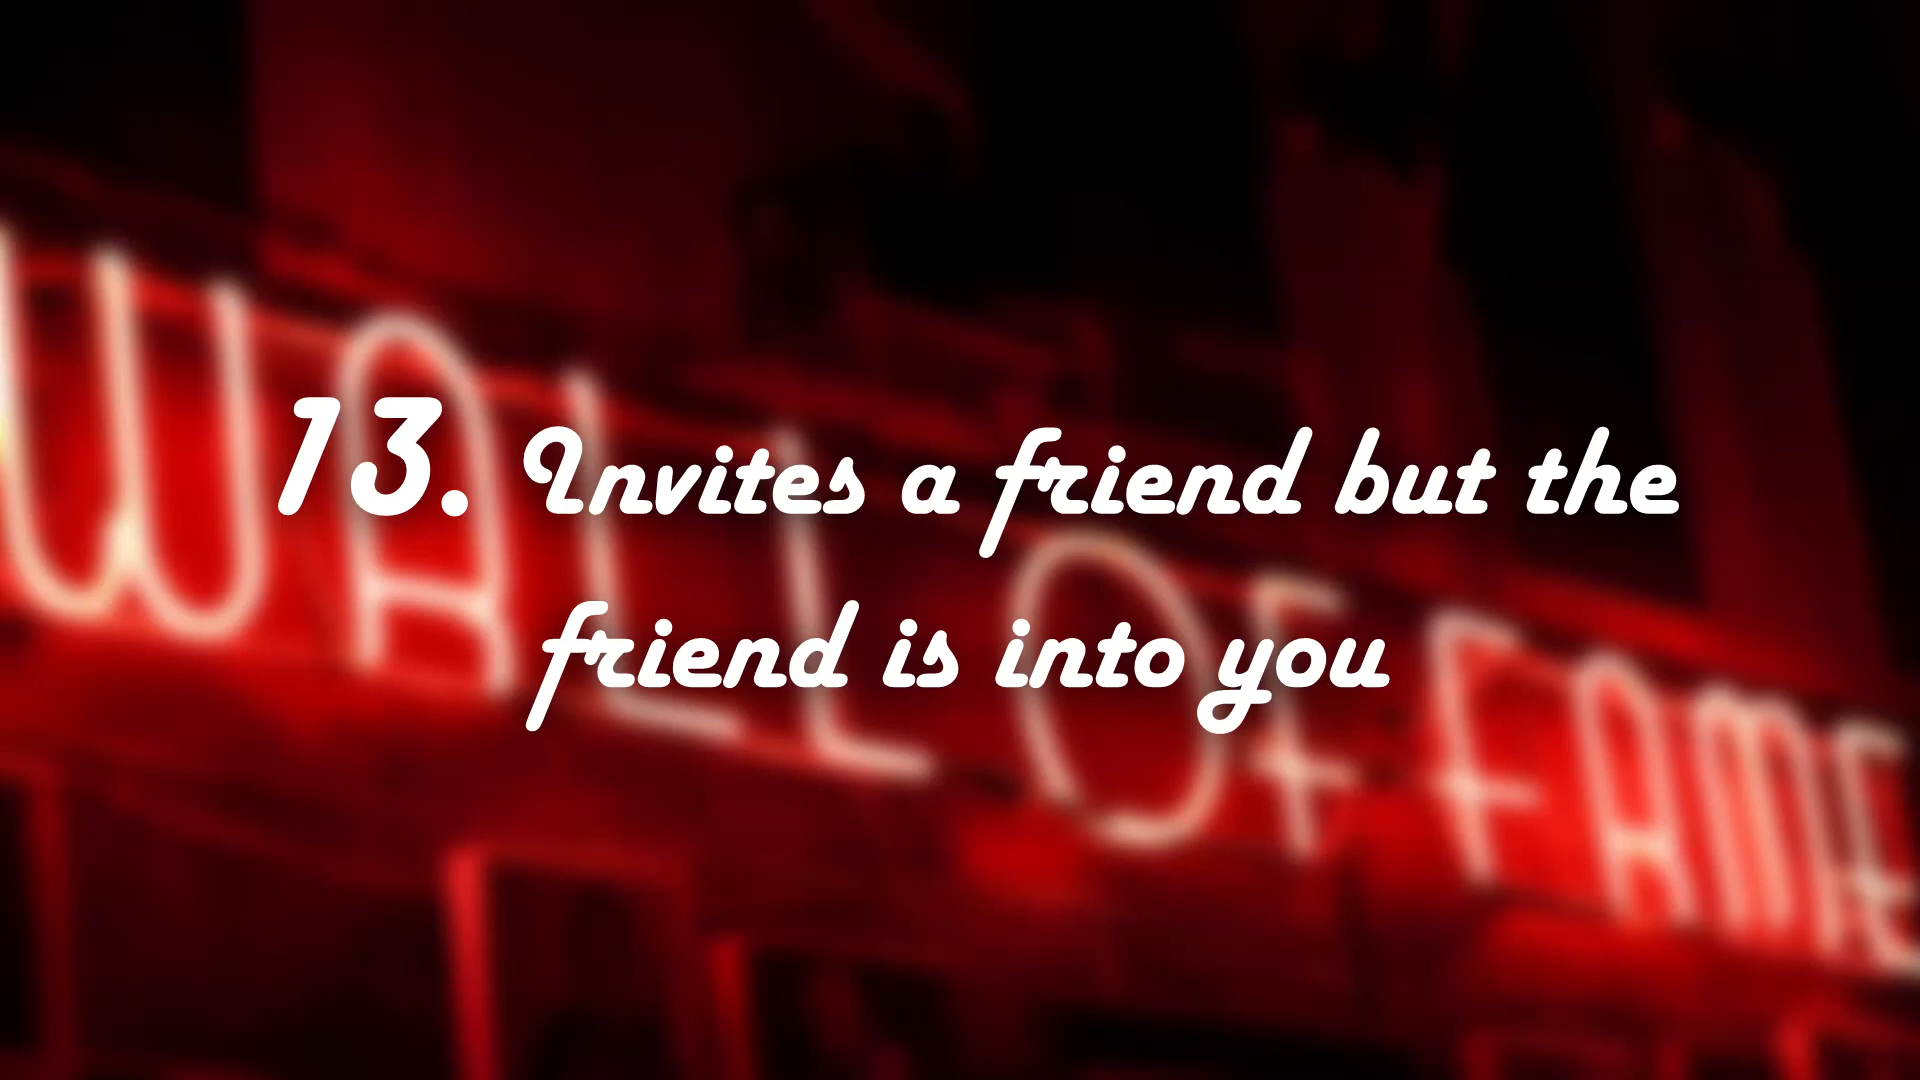 13. Invites a friend but the
friend is into you
WALL OF FAME